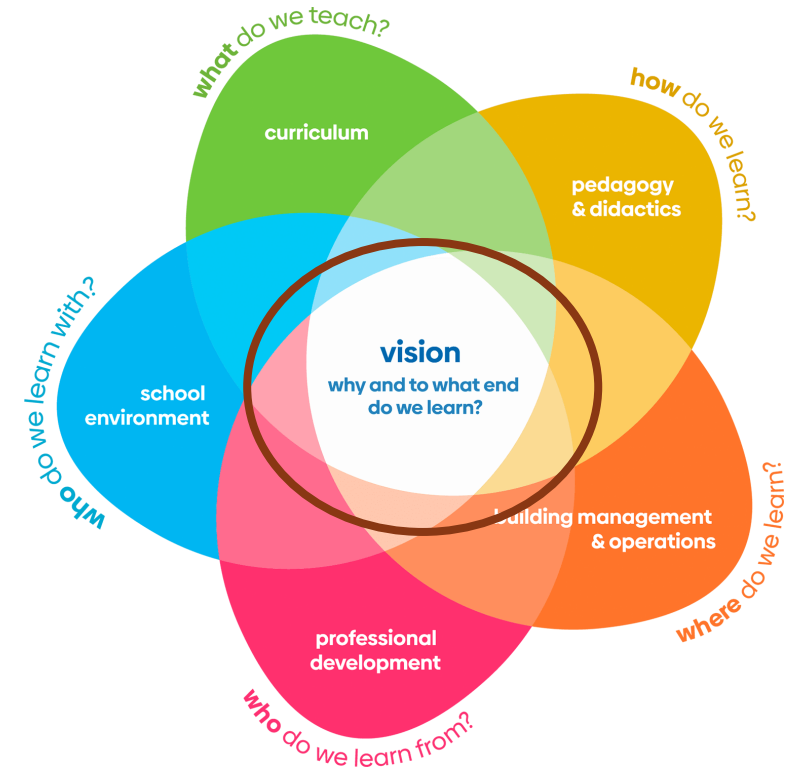 what do we teach?
curriculum
how do we learn?
pedagogy
& didactics
who do we learn with?
school
environment
vision
why and to what end
do we learn?
building management
& operations
where do we learn?
professional
development
who do we learn from?